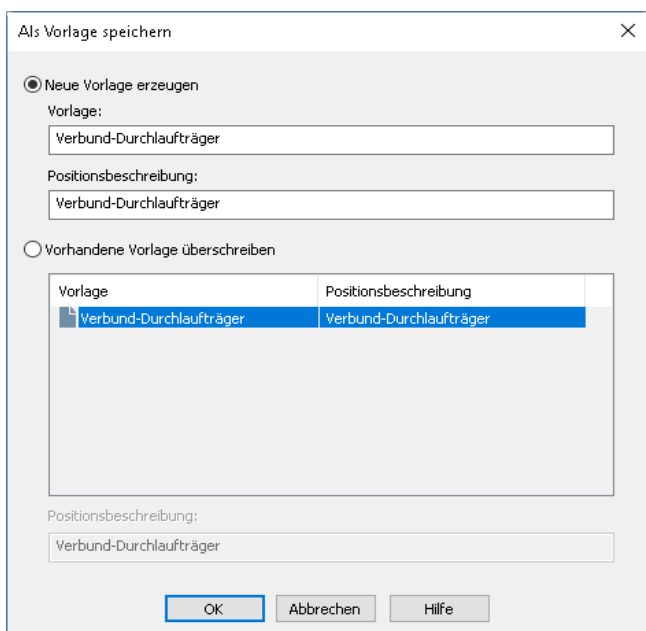 Als Vorlage speichern
Neue Vorlage erzeugen
Vorlage:
Verbund-Durchlaufträger
Positionsbeschreibung:
Verbund-Durchlaufträger
Vorhandene Vorlage überschreiben
Vorlage Positionsbeschreibung
Verbund-Durchlaufträger Verbund-Durchlaufträger
Positionsbeschreibung:
Verbund-Durchlaufträger
OK Abbrechen Hilfe